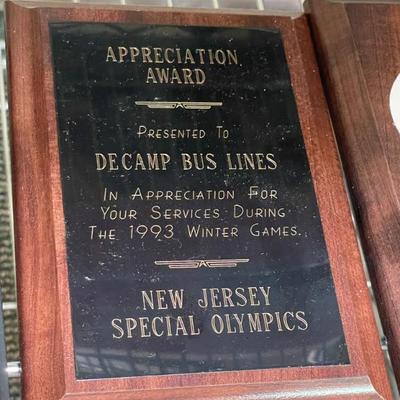 APPRECIATION
AWARD
PRESENTED TO
DECAMP BUS LINES
IN APPRECIATION FOR
YOUR SERVICES DURING
THE 1993 WINTER GAMES.
NEW JERSEY
SPECIAL OLYMPICS